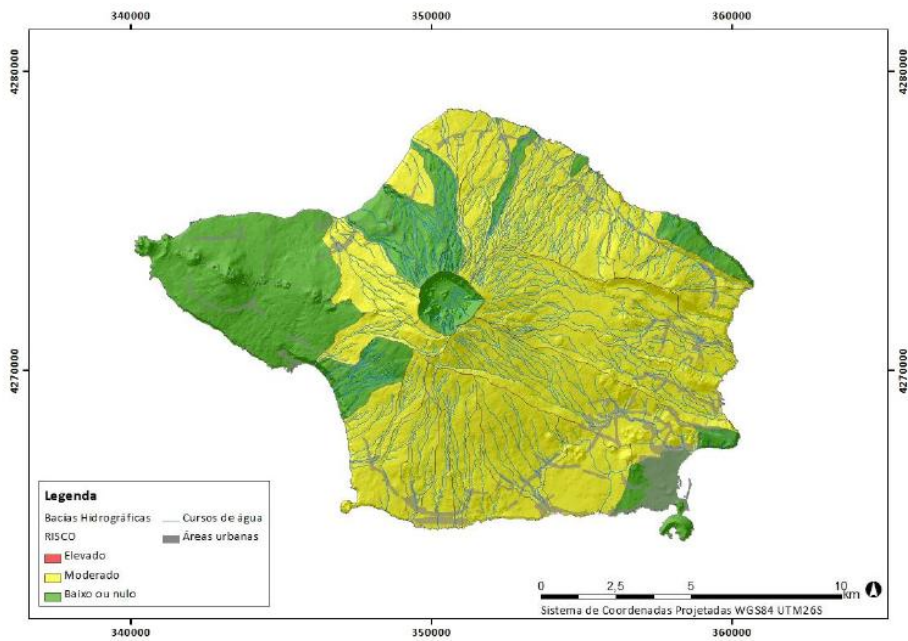 340000 350000 360000
4280000 4280000
4270000 4270000
Legenda
Bacias Hidrográficas
RISCO
Elevado
Moderado
Baixo ou nulo
Cursos de água
Áreas urbanas
0 2,5 5 10
km
Sistema de Coordenadas Projetadas WGS84 UTM26S
340000 350000 360000